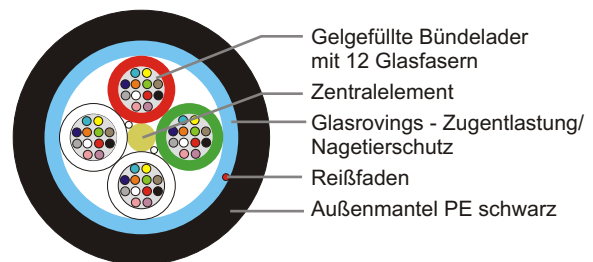 Gelgefüllte Bündelader
mit 12 Glasfasern
Zentralelement
Glasrovings - Zugentlastung/
Nagetierschutz
Reißfaden
Außenmantel PE schwarz